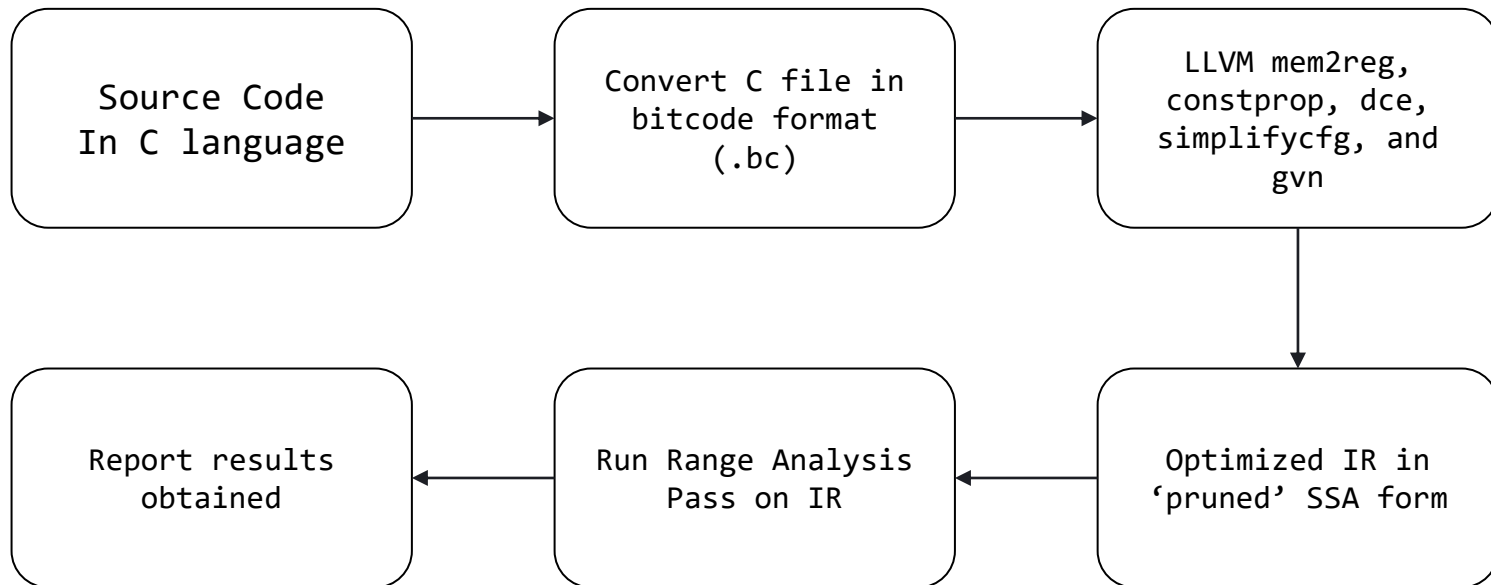 Source Code
In C language
Convert C file in
bitcode format
(.bc)
LLVM mem2reg,
constprop, dce,
simplifycfg, and
gvn
Optimized IR in
‘pruned’ SSA form
Run Range Analysis
Pass on IR
Report results
obtained